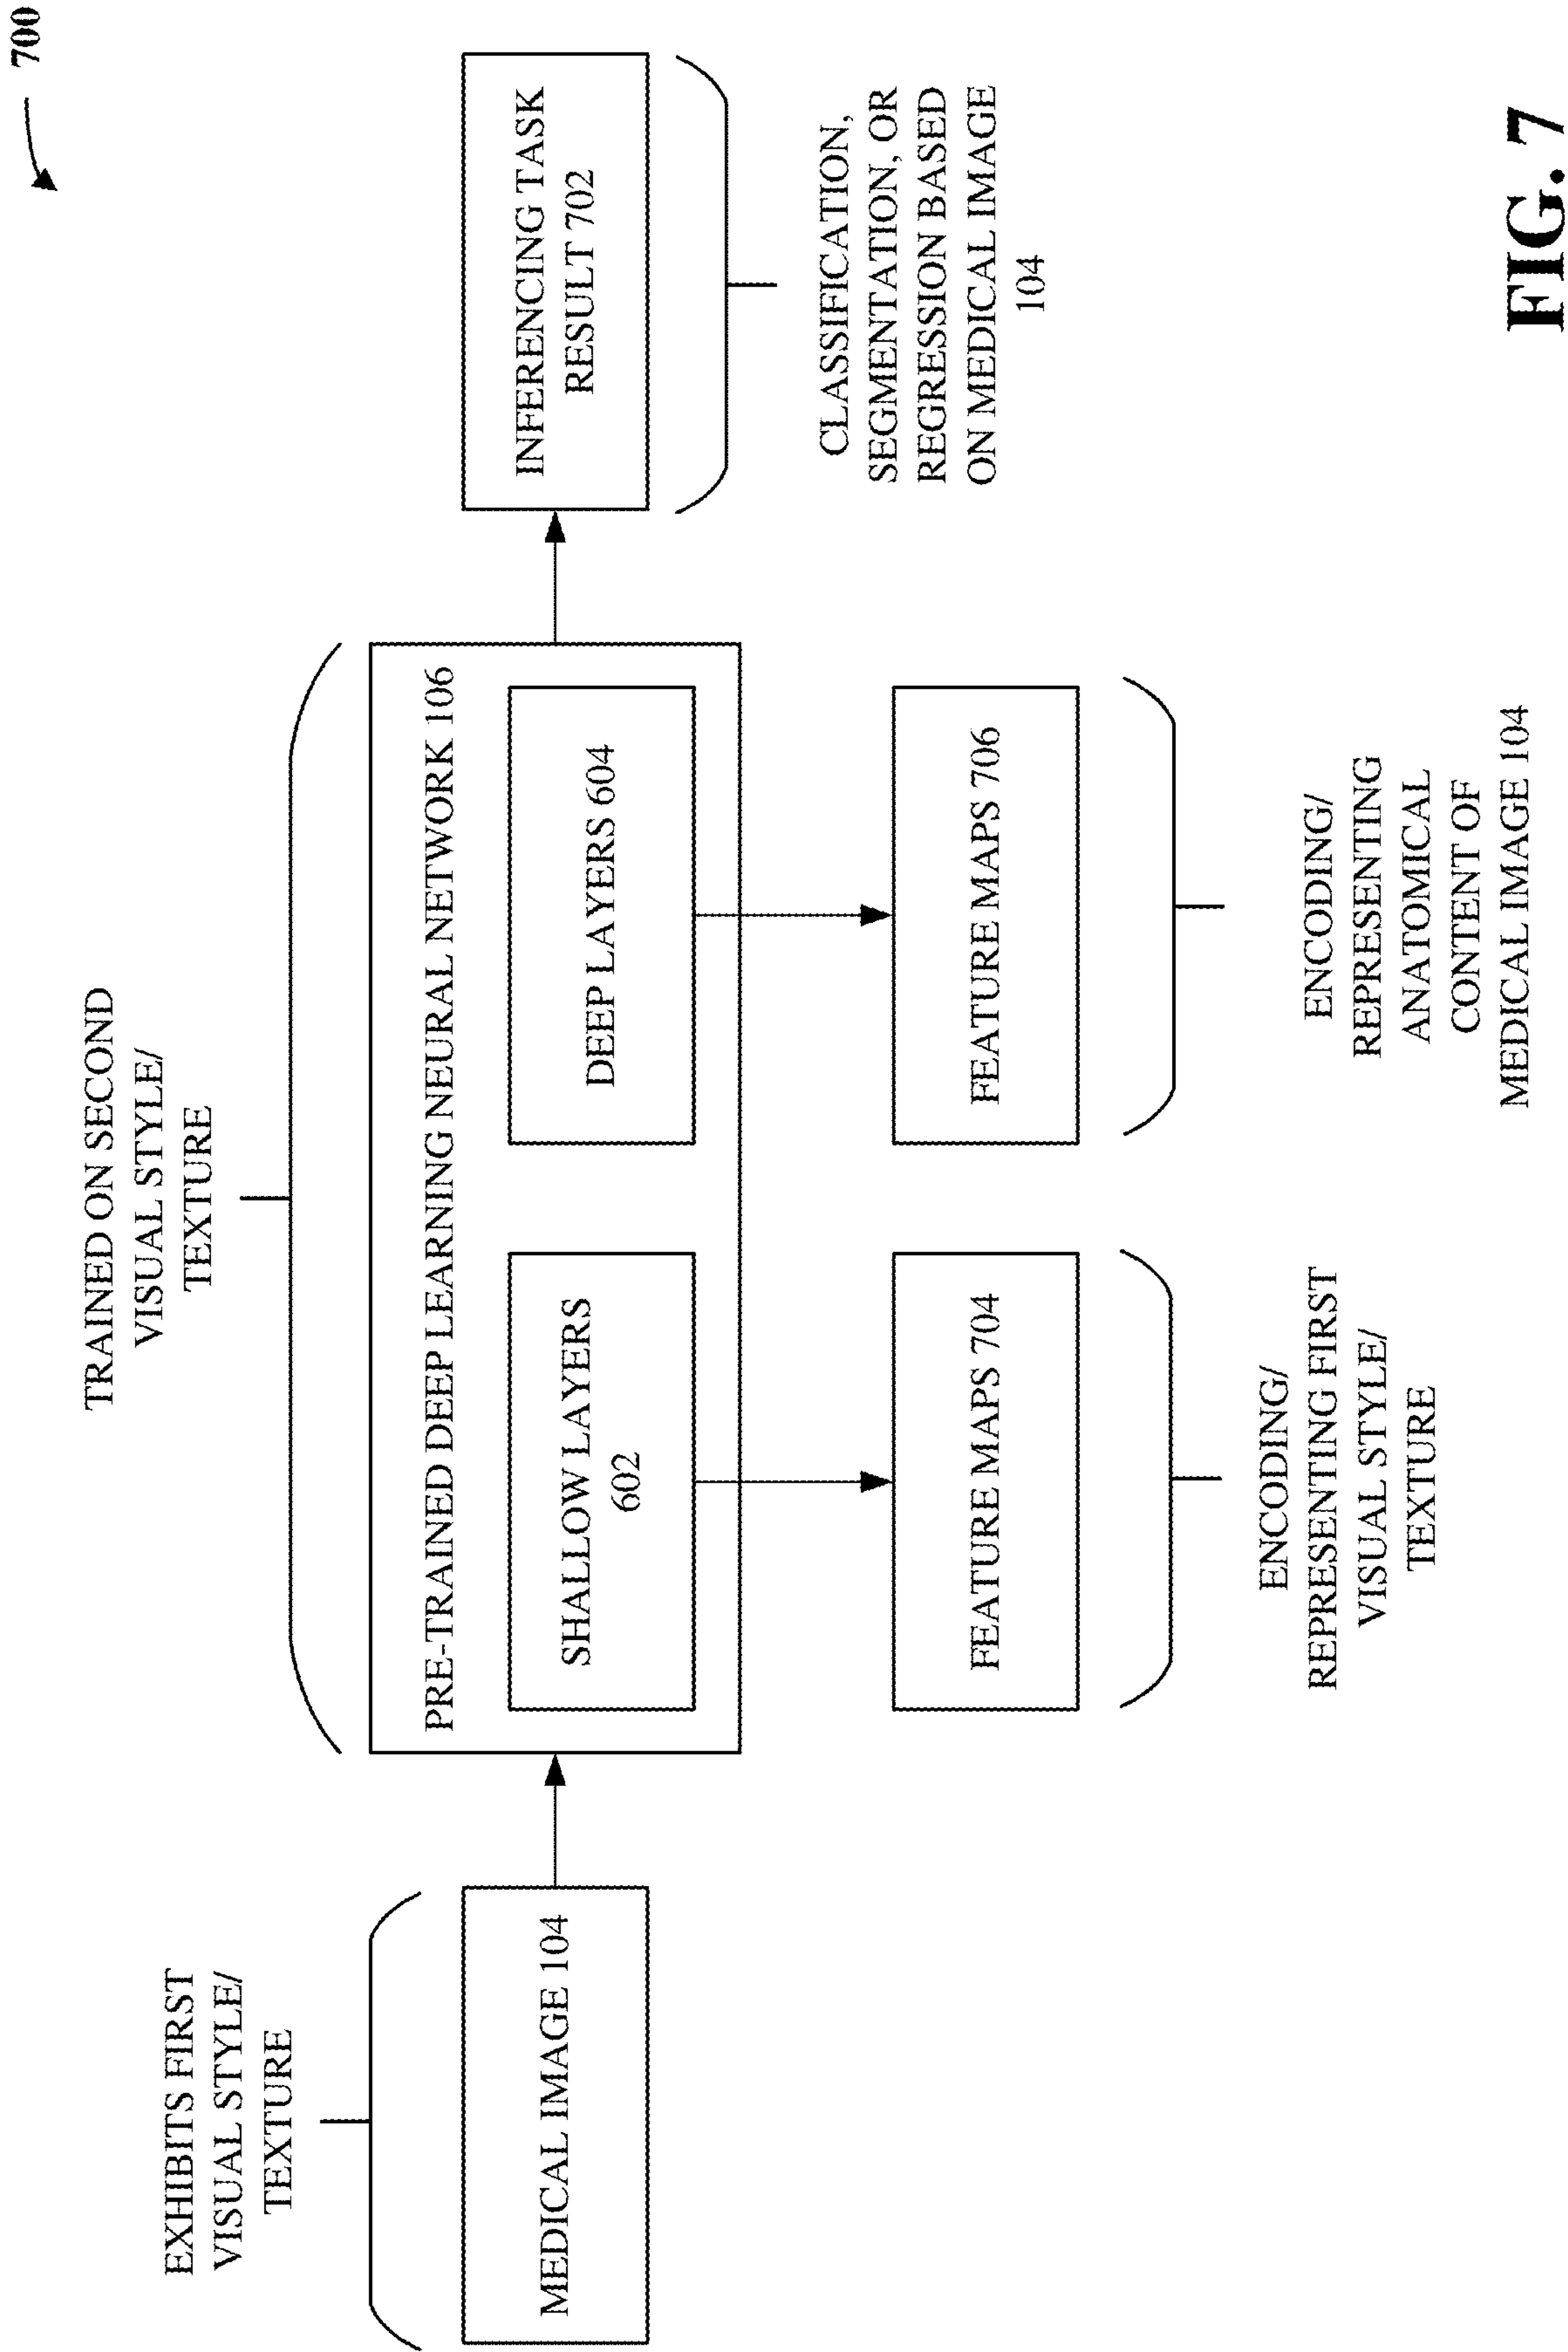 700
EXHIBITS FIRST
VISUAL STYLE/
TEXTURE
MEDICAL IMAGE 104
TRAINED ON SECOND
VISUAL STYLE/
TEXTURE
PRE-TRAINED DEEP LEARNING NEURAL NETWORK 106
SHALLOW LAYERS
602
DEEP LAYERS 604
INFERENCING TASK
RESULT 702
CLASSIFICATION,
SEGMENTATION, OR
REGRESSION BASED
ON MEDICAL IMAGE
104
FEATURE MAPS 704
FEATURE MAPS 706
ENCODING/
REPRESENTING FIRST
VISUAL STYLE/
TEXTURE
ENCODING/
REPRESENTING
ANATOMICAL
CONTENT OF
MEDICAL IMAGE 104
FIG. 7